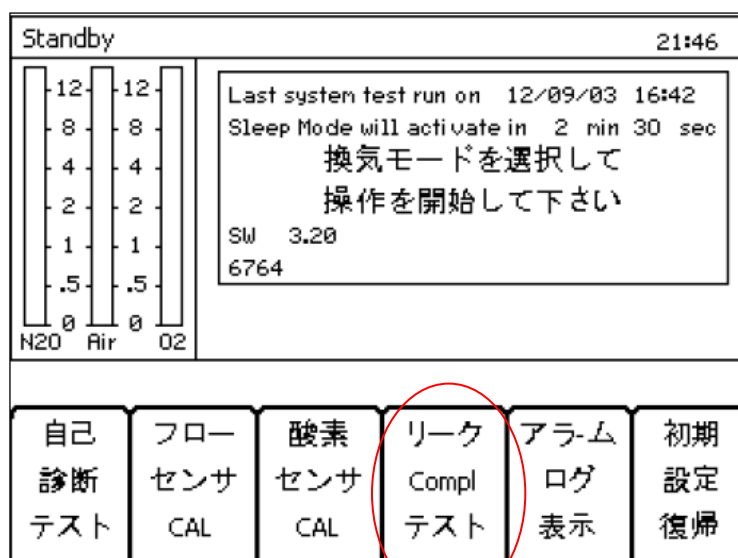 Standby 21:46
12 12
8 8
4 4
2 2
1 1
.5 .5
0 0
N2O Air O2
Last system test run on 12/09/03 16:42
Sleep Mode will activate in 2 min 30 sec
換気モードを選択して
操作を開始して下さい
SW 3.20
6764
自己
診断
テスト
フロー
センサ
CAL
酸素
センサ
CAL
リーク
Compl
テスト
アラーム
ログ
表示
初期
設定
復帰